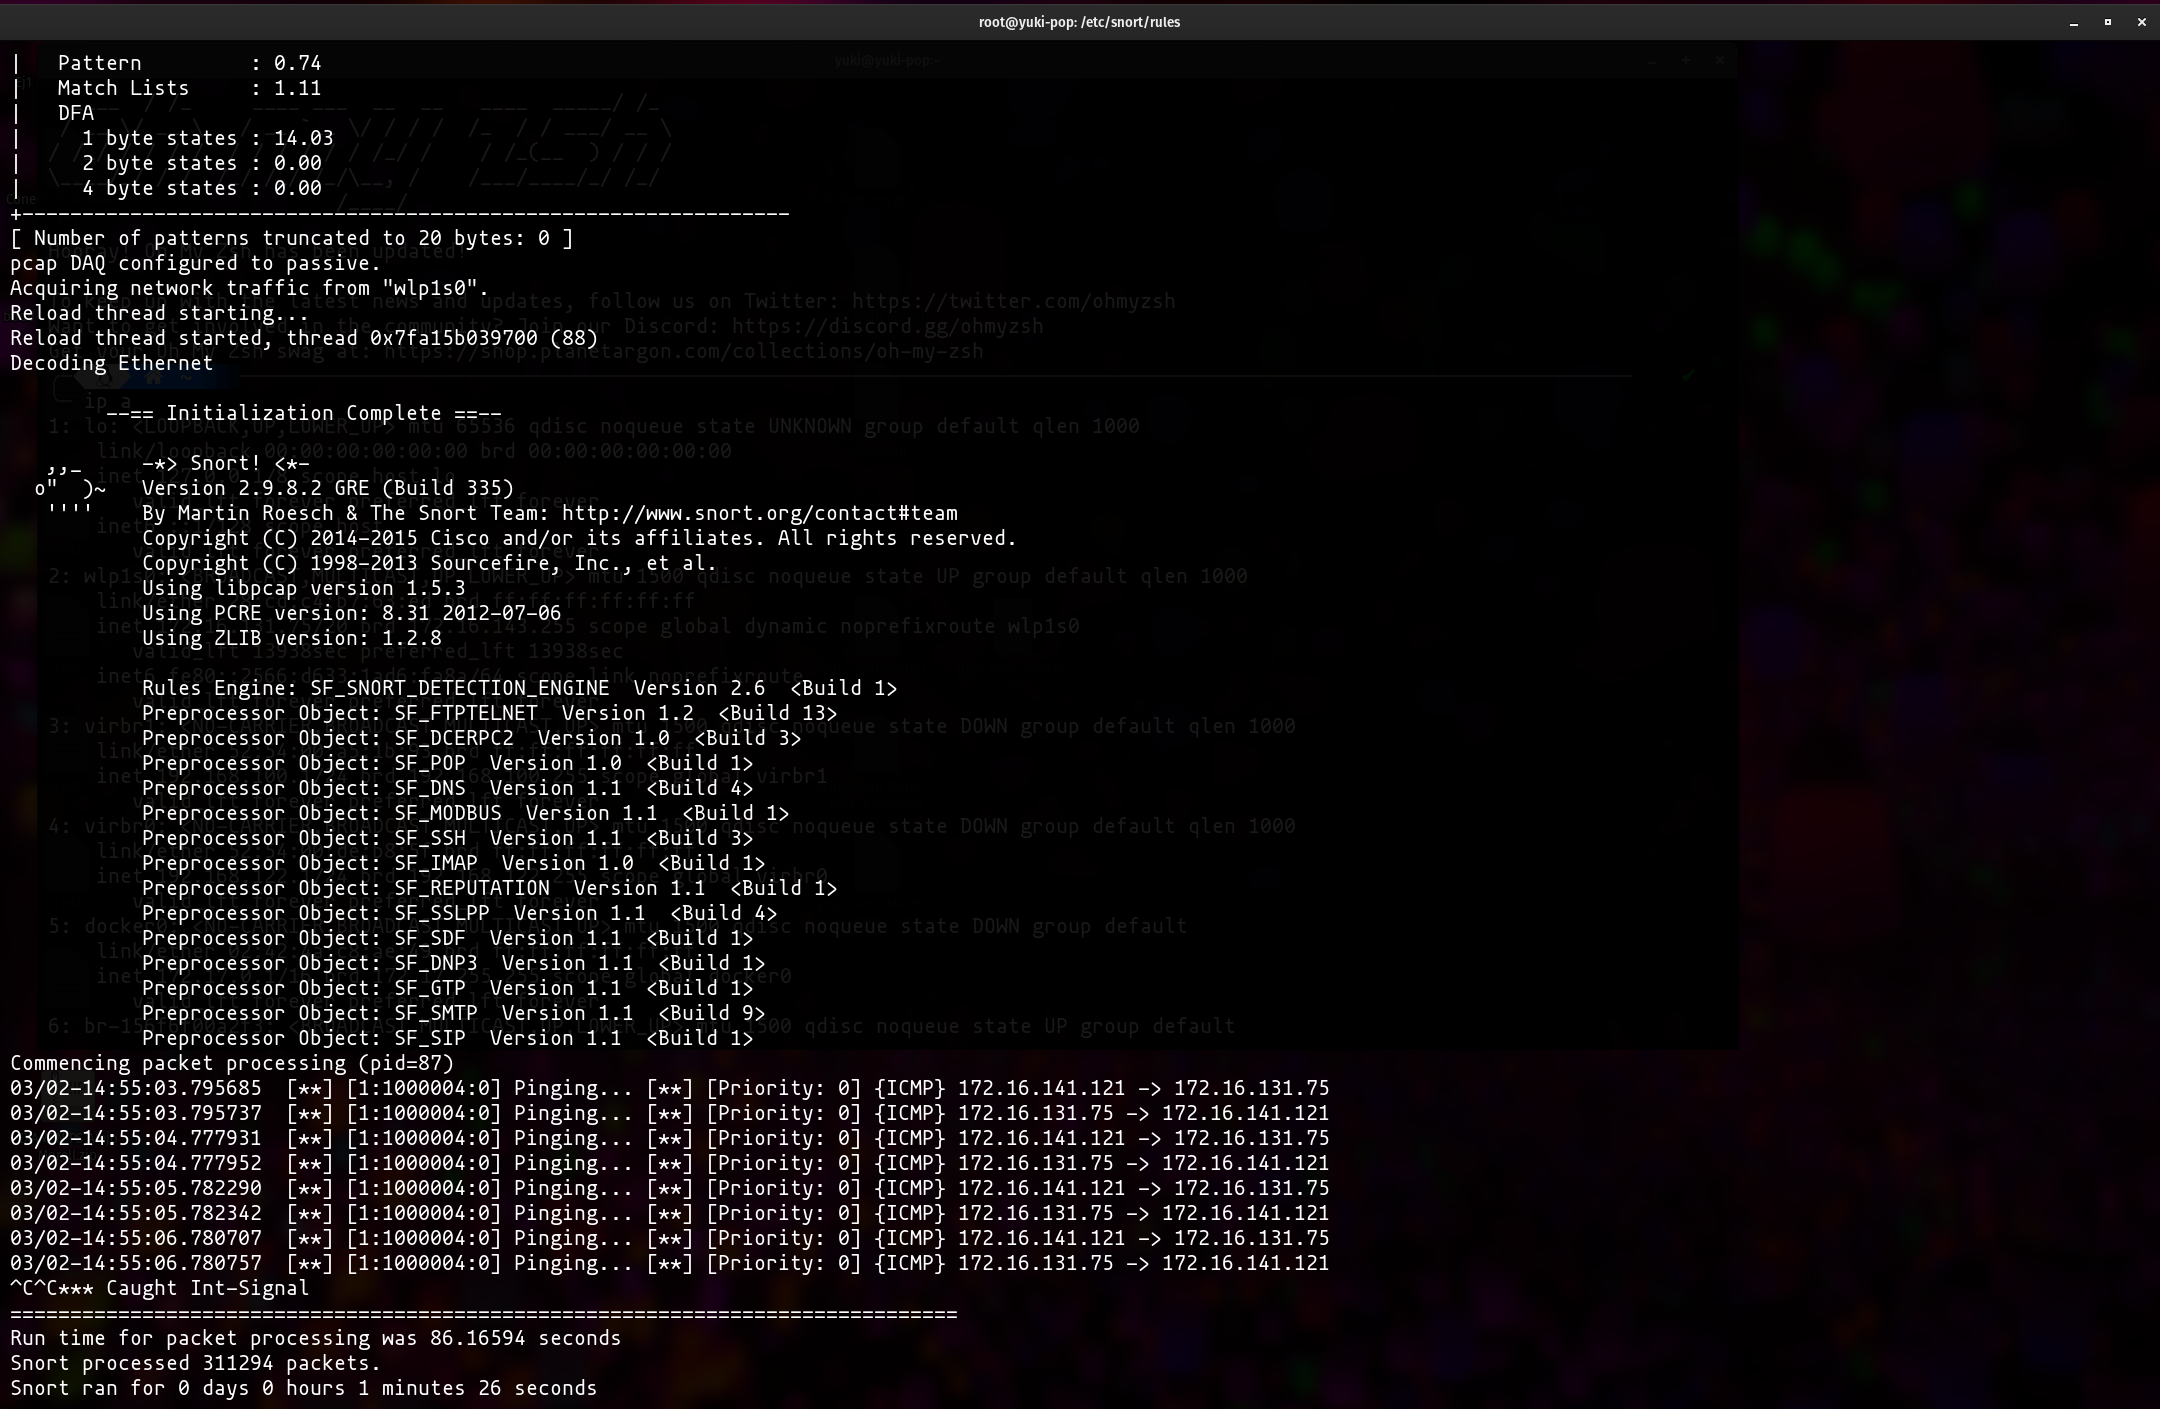 root@yuki-pop: /etc/snort/rules
yuki@yuki-pop:~
|   Pattern         : 0.74
|   Match Lists     : 1.11
|   DFA
|     1 byte states : 14.03
|     2 byte states : 0.00
|     4 byte states : 0.00
+----------------------------------------------------------------
[ Number of patterns truncated to 20 bytes: 0 ]
pcap DAQ configured to passive.
Acquiring network traffic from "wlp1s0".
Reload thread starting...
Reload thread started, thread 0x7fa15b039700 (88)
Decoding Ethernet
--== Initialization Complete ==--
,,_     -*> Snort! <*-
o"  )~   Version 2.9.8.2 GRE (Build 335)
''''    By Martin Roesch & The Snort Team: http://www.snort.org/contact#team
Copyright (C) 2014-2015 Cisco and/or its affiliates. All rights reserved.
Copyright (C) 1998-2013 Sourcefire, Inc., et al.
Using libpcap version 1.5.3
Using PCRE version: 8.31 2012-07-06
Using ZLIB version: 1.2.8
Rules Engine: SF_SNORT_DETECTION_ENGINE  Version 2.6  <Build 1>
Preprocessor Object: SF_FTPTELNET  Version 1.2  <Build 13>
Preprocessor Object: SF_DCERPC2  Version 1.0  <Build 3>
Preprocessor Object: SF_POP  Version 1.0  <Build 1>
Preprocessor Object: SF_DNS  Version 1.1  <Build 4>
Preprocessor Object: SF_MODBUS  Version 1.1  <Build 1>
Preprocessor Object: SF_SSH  Version 1.1  <Build 3>
Preprocessor Object: SF_IMAP  Version 1.0  <Build 1>
Preprocessor Object: SF_REPUTATION  Version 1.1  <Build 1>
Preprocessor Object: SF_SSLPP  Version 1.1  <Build 4>
Preprocessor Object: SF_SDF  Version 1.1  <Build 1>
Preprocessor Object: SF_DNP3  Version 1.1  <Build 1>
Preprocessor Object: SF_GTP  Version 1.1  <Build 1>
Preprocessor Object: SF_SMTP  Version 1.1  <Build 9>
Preprocessor Object: SF_SIP  Version 1.1  <Build 1>
Commencing packet processing (pid=87)
03/02-14:55:03.795685  [**] [1:1000004:0] Pinging... [**] [Priority: 0] {ICMP} 172.16.141.121 -> 172.16.131.75
03/02-14:55:03.795737  [**] [1:1000004:0] Pinging... [**] [Priority: 0] {ICMP} 172.16.131.75 -> 172.16.141.121
03/02-14:55:04.777931  [**] [1:1000004:0] Pinging... [**] [Priority: 0] {ICMP} 172.16.141.121 -> 172.16.131.75
03/02-14:55:04.777952  [**] [1:1000004:0] Pinging... [**] [Priority: 0] {ICMP} 172.16.131.75 -> 172.16.141.121
03/02-14:55:05.782290  [**] [1:1000004:0] Pinging... [**] [Priority: 0] {ICMP} 172.16.141.121 -> 172.16.131.75
03/02-14:55:05.782342  [**] [1:1000004:0] Pinging... [**] [Priority: 0] {ICMP} 172.16.131.75 -> 172.16.141.121
03/02-14:55:06.780707  [**] [1:1000004:0] Pinging... [**] [Priority: 0] {ICMP} 172.16.141.121 -> 172.16.131.75
03/02-14:55:06.780757  [**] [1:1000004:0] Pinging... [**] [Priority: 0] {ICMP} 172.16.131.75 -> 172.16.141.121
^C^C*** Caught Int-Signal
===============================================================================
Run time for packet processing was 86.16594 seconds
Snort processed 311294 packets.
Snort ran for 0 days 0 hours 1 minutes 26 seconds